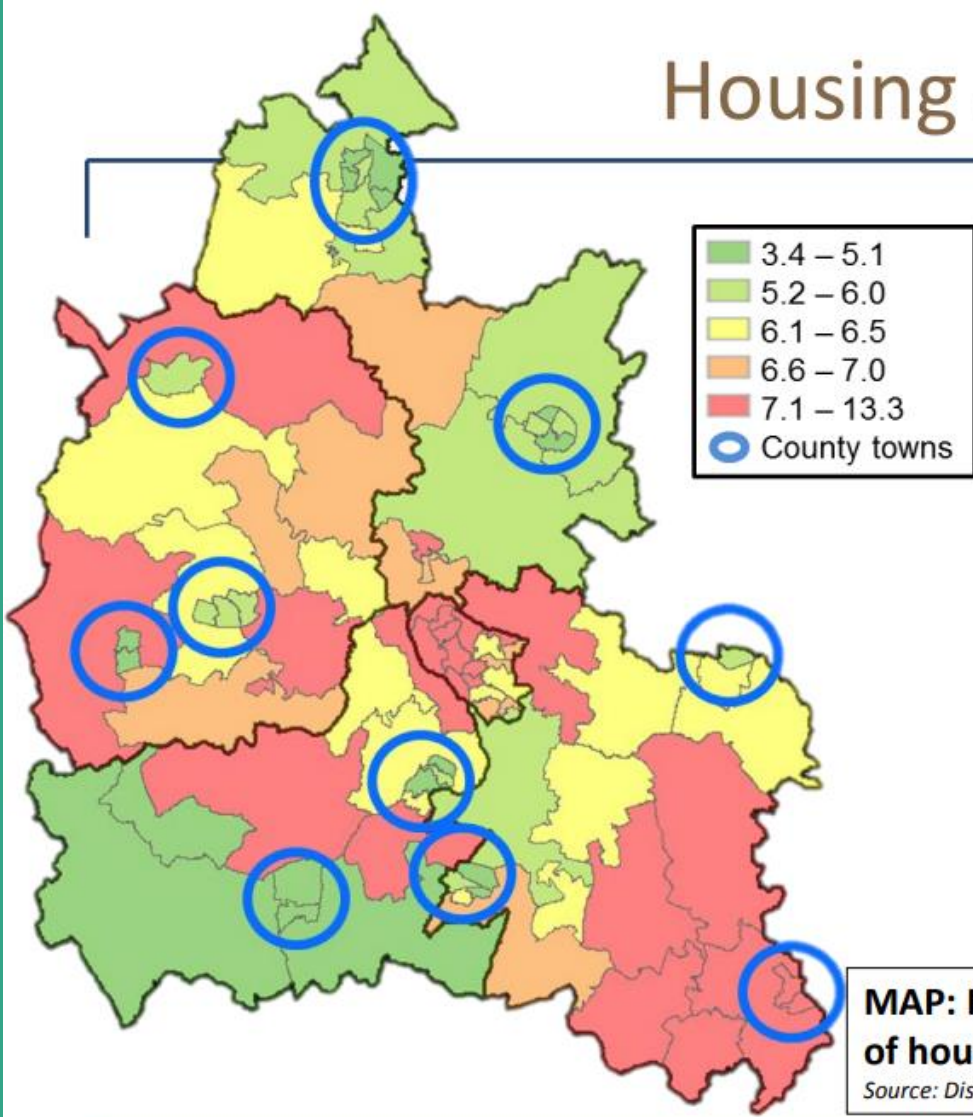 Housing
3.4 – 5.1
5.2 – 6.0
6.1 – 6.5
6.6 – 7.0
7.1 – 13.3
County towns
MAP:
of hou
Source: Dis